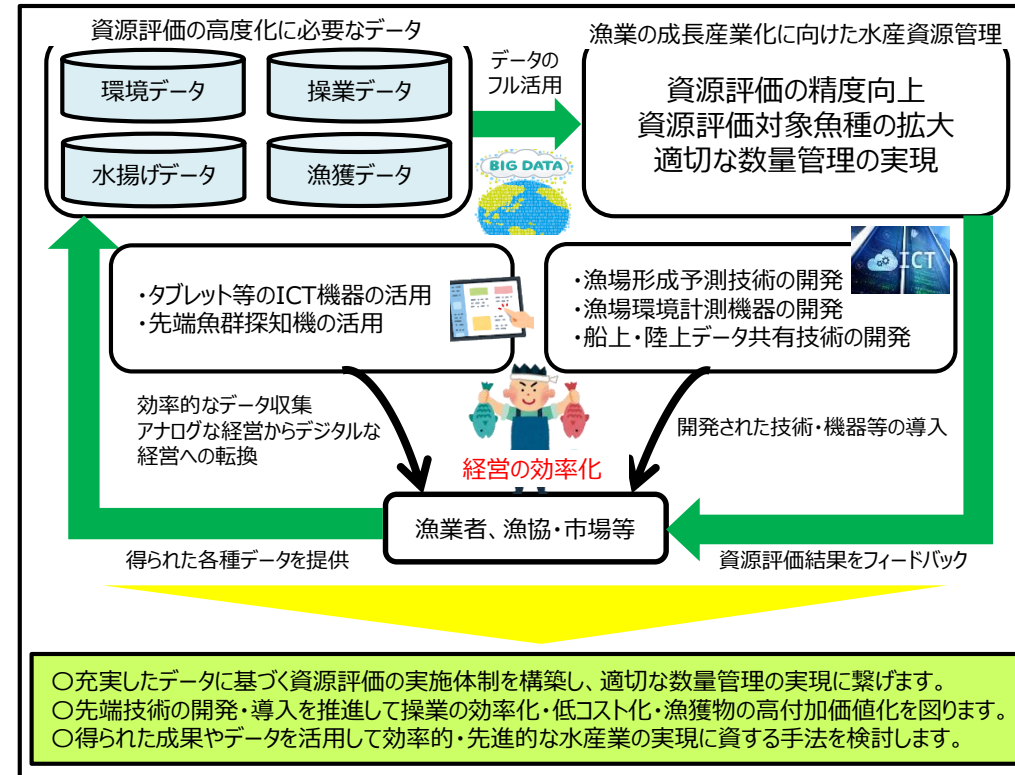 資源評価の高度化に必要なデータ
環境データ
操業データ
水揚げデータ
漁獲データ
データの
フル活用
BIG DATA
漁業の成長産業化に向けた水産資源管理
資源評価の精度向上
資源評価対象魚種の拡大
適切な数量管理の実現
・タブレット等のICT機器の活用
・先端魚群探知機の活用
ICT
・漁場形成予測技術の開発
・漁場環境計測機器の開発
・船上・陸上データ共有技術の開発
効率的なデータ収集
アナログな経営からデジタルな
経営への転換
経営の効率化
開発された技術・機器等の導入
漁業者、漁協・市場等
得られた各種データを提供
資源評価結果をフィードバック
〇充実したデータに基づく資源評価の実施体制を構築し、適切な数量管理の実現に繋げます。
〇先端技術の開発・導入を推進して操業の効率化・低コスト化・漁獲物の高付加価値化を図ります。
〇得られた成果やデータを活用して効率的・先進的な水産業の実現に資する手法を検討します。